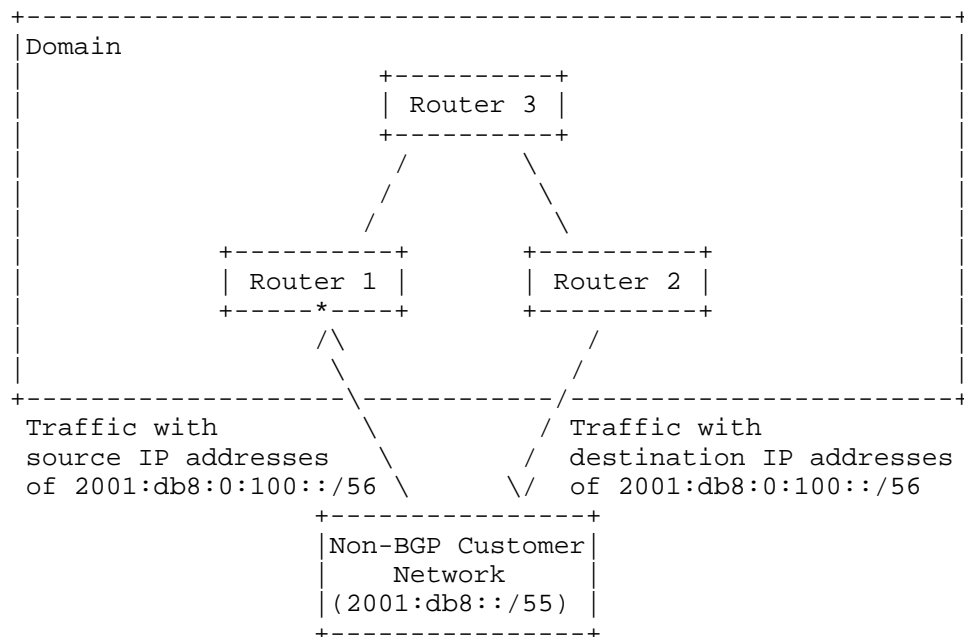 Domain
Router 3
Router 1 Router 2
Traffic with Traffic with
source IP addresses destination IP addresses
of 2001:db8:0:100::/56 of 2001:db8:0:100::/56
Non-BGP Customer
Network
(2001:db8::/55)